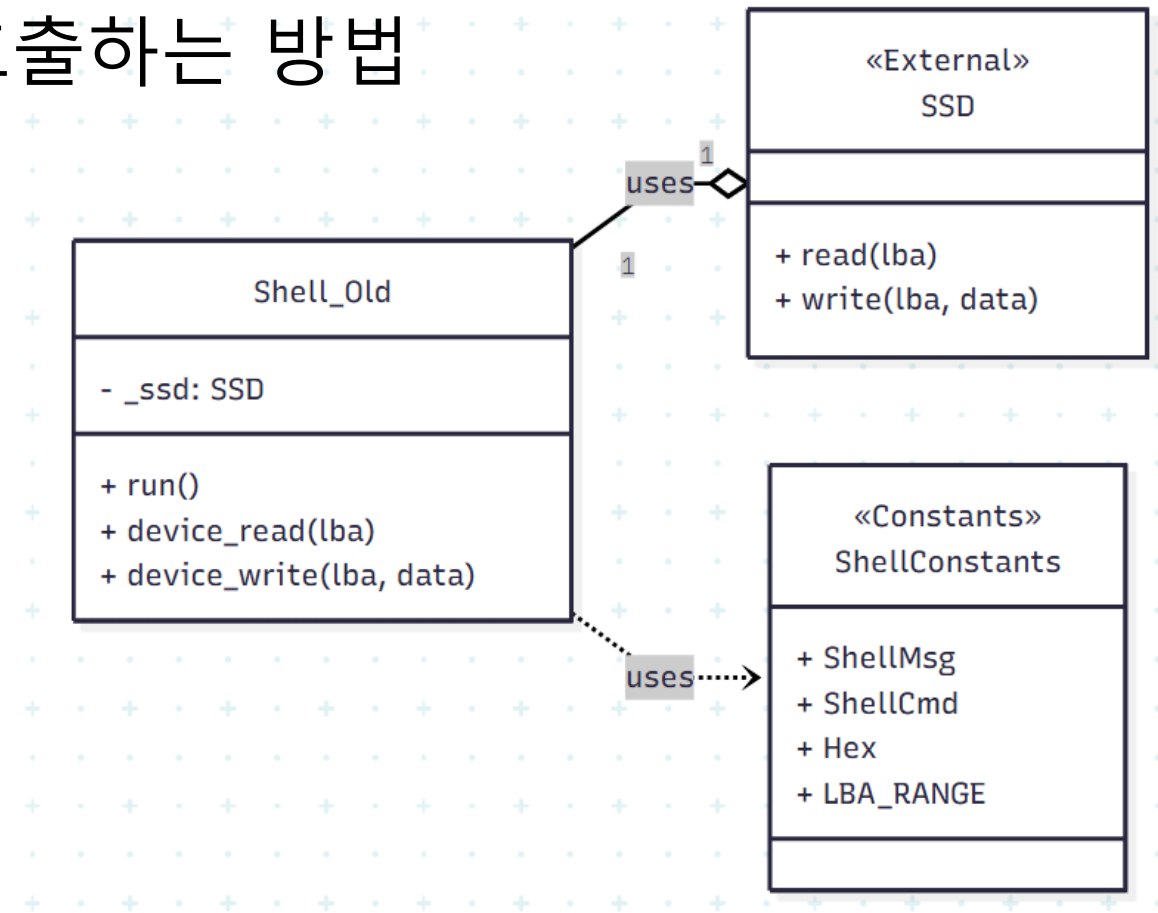 출하는 방법
«External»
SSD
+ read(lba)
+ write(lba, data)
1
uses
1
Shell_Old
- _ssd: SSD
+ run()
+ device_read(lba)
+ device_write(lba, data)
uses
«Constants»
ShellConstants
+ ShellMsg
+ ShellCmd
+ Hex
+ LBA_RANGE